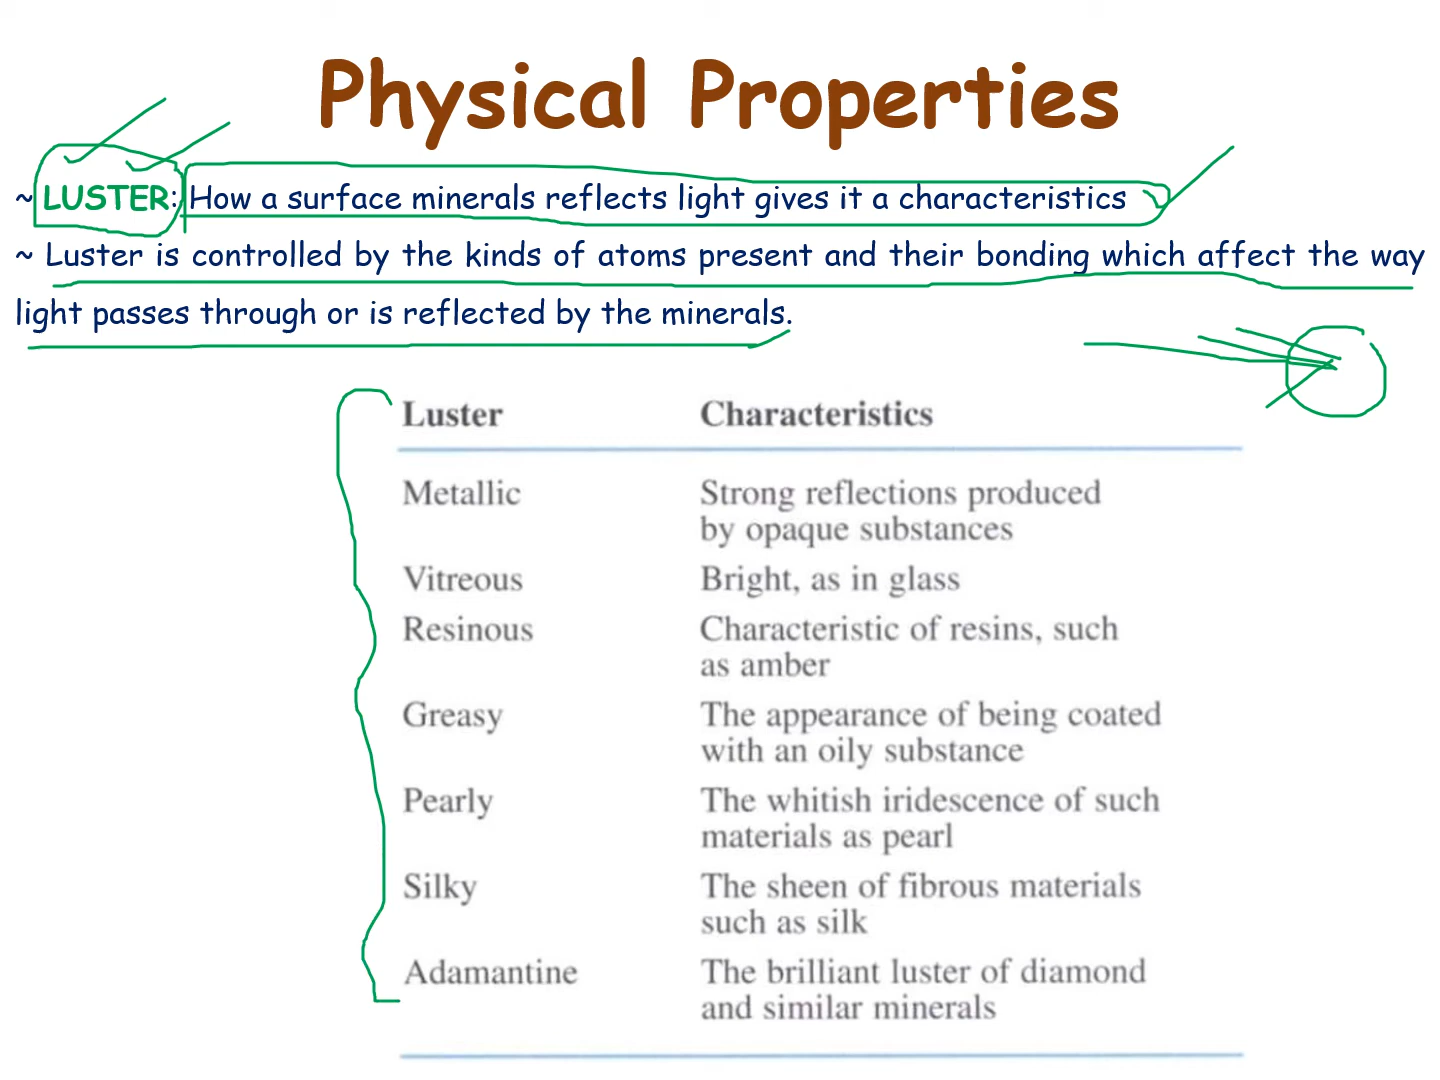 Physical Properties
~ LUSTER: How a surface minerals reflects light gives it a characteristics
~ Luster is controlled by the kinds of atoms present and their bonding which affect the way
light passes through or is reflected by the minerals.
Luster Characteristics
Metallic Strong reflections produced
by opaque substances
Vitreous Bright, as in glass
Resinous Characteristic of resins, such
as amber
Greasy The appearance of being coated
with an oily substance
Pearly The whitish iridescence of such
materials as pearl
Silky The sheen of fibrous materials
such as silk
Adamantine The brilliant luster of diamond
and similar minerals